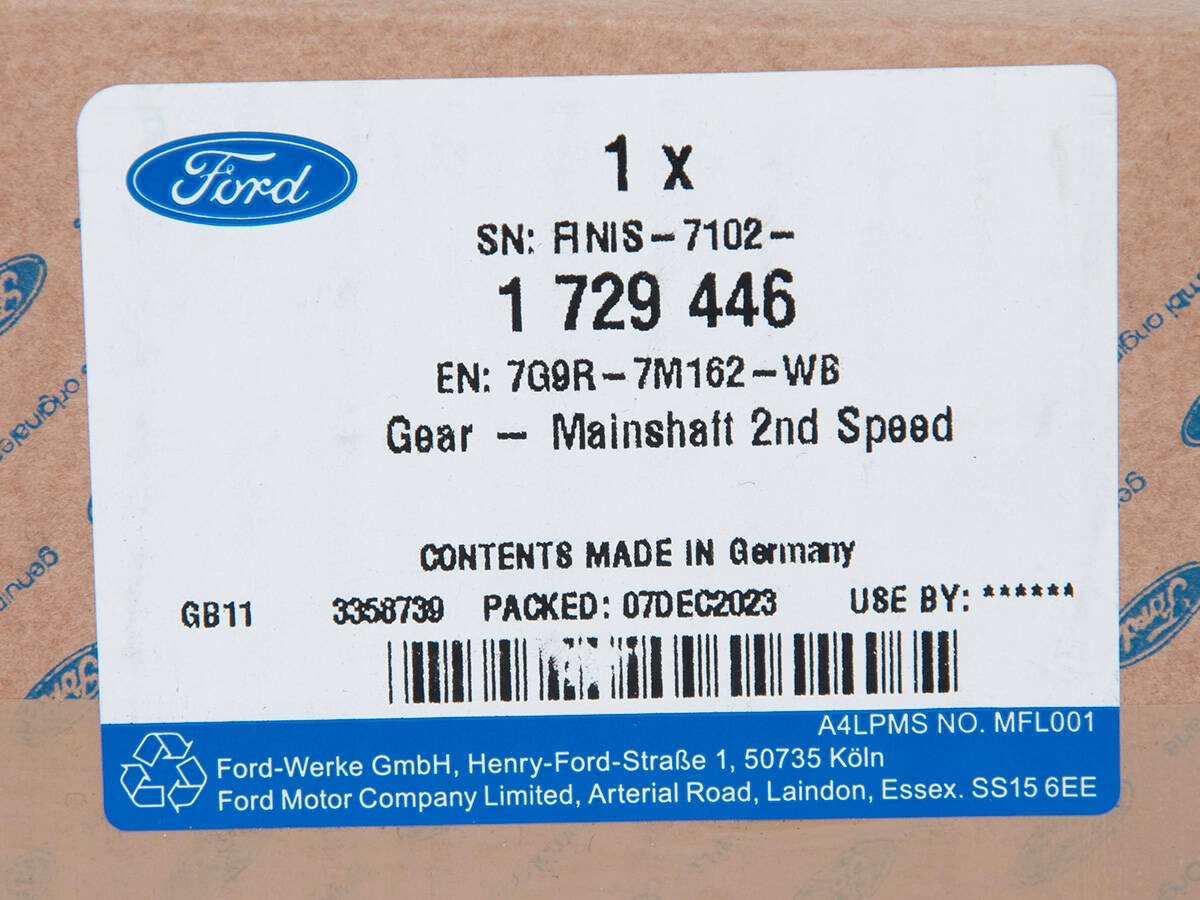 Ford
1 x
SN: FINIS-7102-
1 729 446
EN: 7G9R-7M162-WB
Gear - Mainshaft 2nd Speed
CONTENTS MADE IN Germany
GB11 3358739 PACKED: 07DEC2023 USE BY: ******
A4LPMS NO. MFL001
Ford-Werke GmbH, Henry-Ford-Straße 1, 50735 Köln
Ford Motor Company Limited, Arterial Road, Laindon, Essex. SS15 6EE